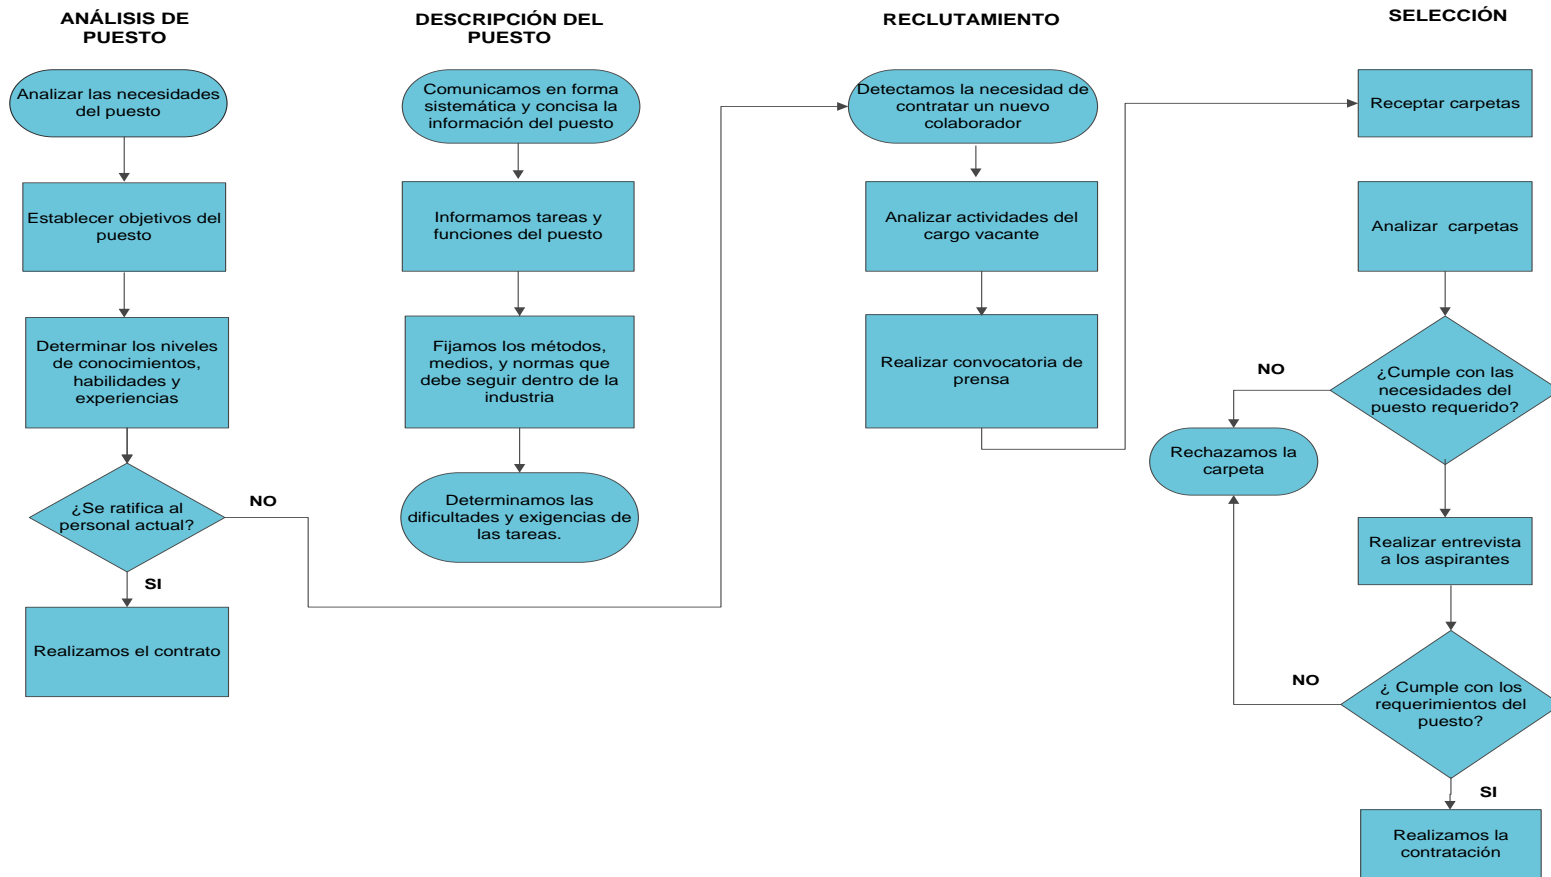 ANÁLISIS DE
PUESTO
Analizar las necesidades
del puesto
Establecer objetivos del
puesto
Determinar los niveles
de conocimientos,
habilidades y
experiencias
¿Se ratifica al
personal actual?
NO
SI
Realizamos el contrato
DESCRIPCIÓN DEL
PUESTO
Comunicamos en forma
sistemática y concisa la
información del puesto
Informamos tareas y
funciones del puesto
Fijamos los métodos,
medios, y normas que
debe seguir dentro de la
industria
Determinamos las
dificultades y exigencias de
las tareas.
RECLUTAMIENTO
Detectamos la necesidad de
contratar un nuevo
colaborador
Analizar actividades del
cargo vacante
Realizar convocatoria de
prensa
SELECCIÓN
Receptar carpetas
Analizar carpetas
¿Cumple con las
necesidades del
puesto requerido?
NO
Rechazamos la
carpeta
Realizar entrevista
a los aspirantes
¿ Cumple con los
requerimientos del
puesto?
NO
SI
Realizamos la
contratación